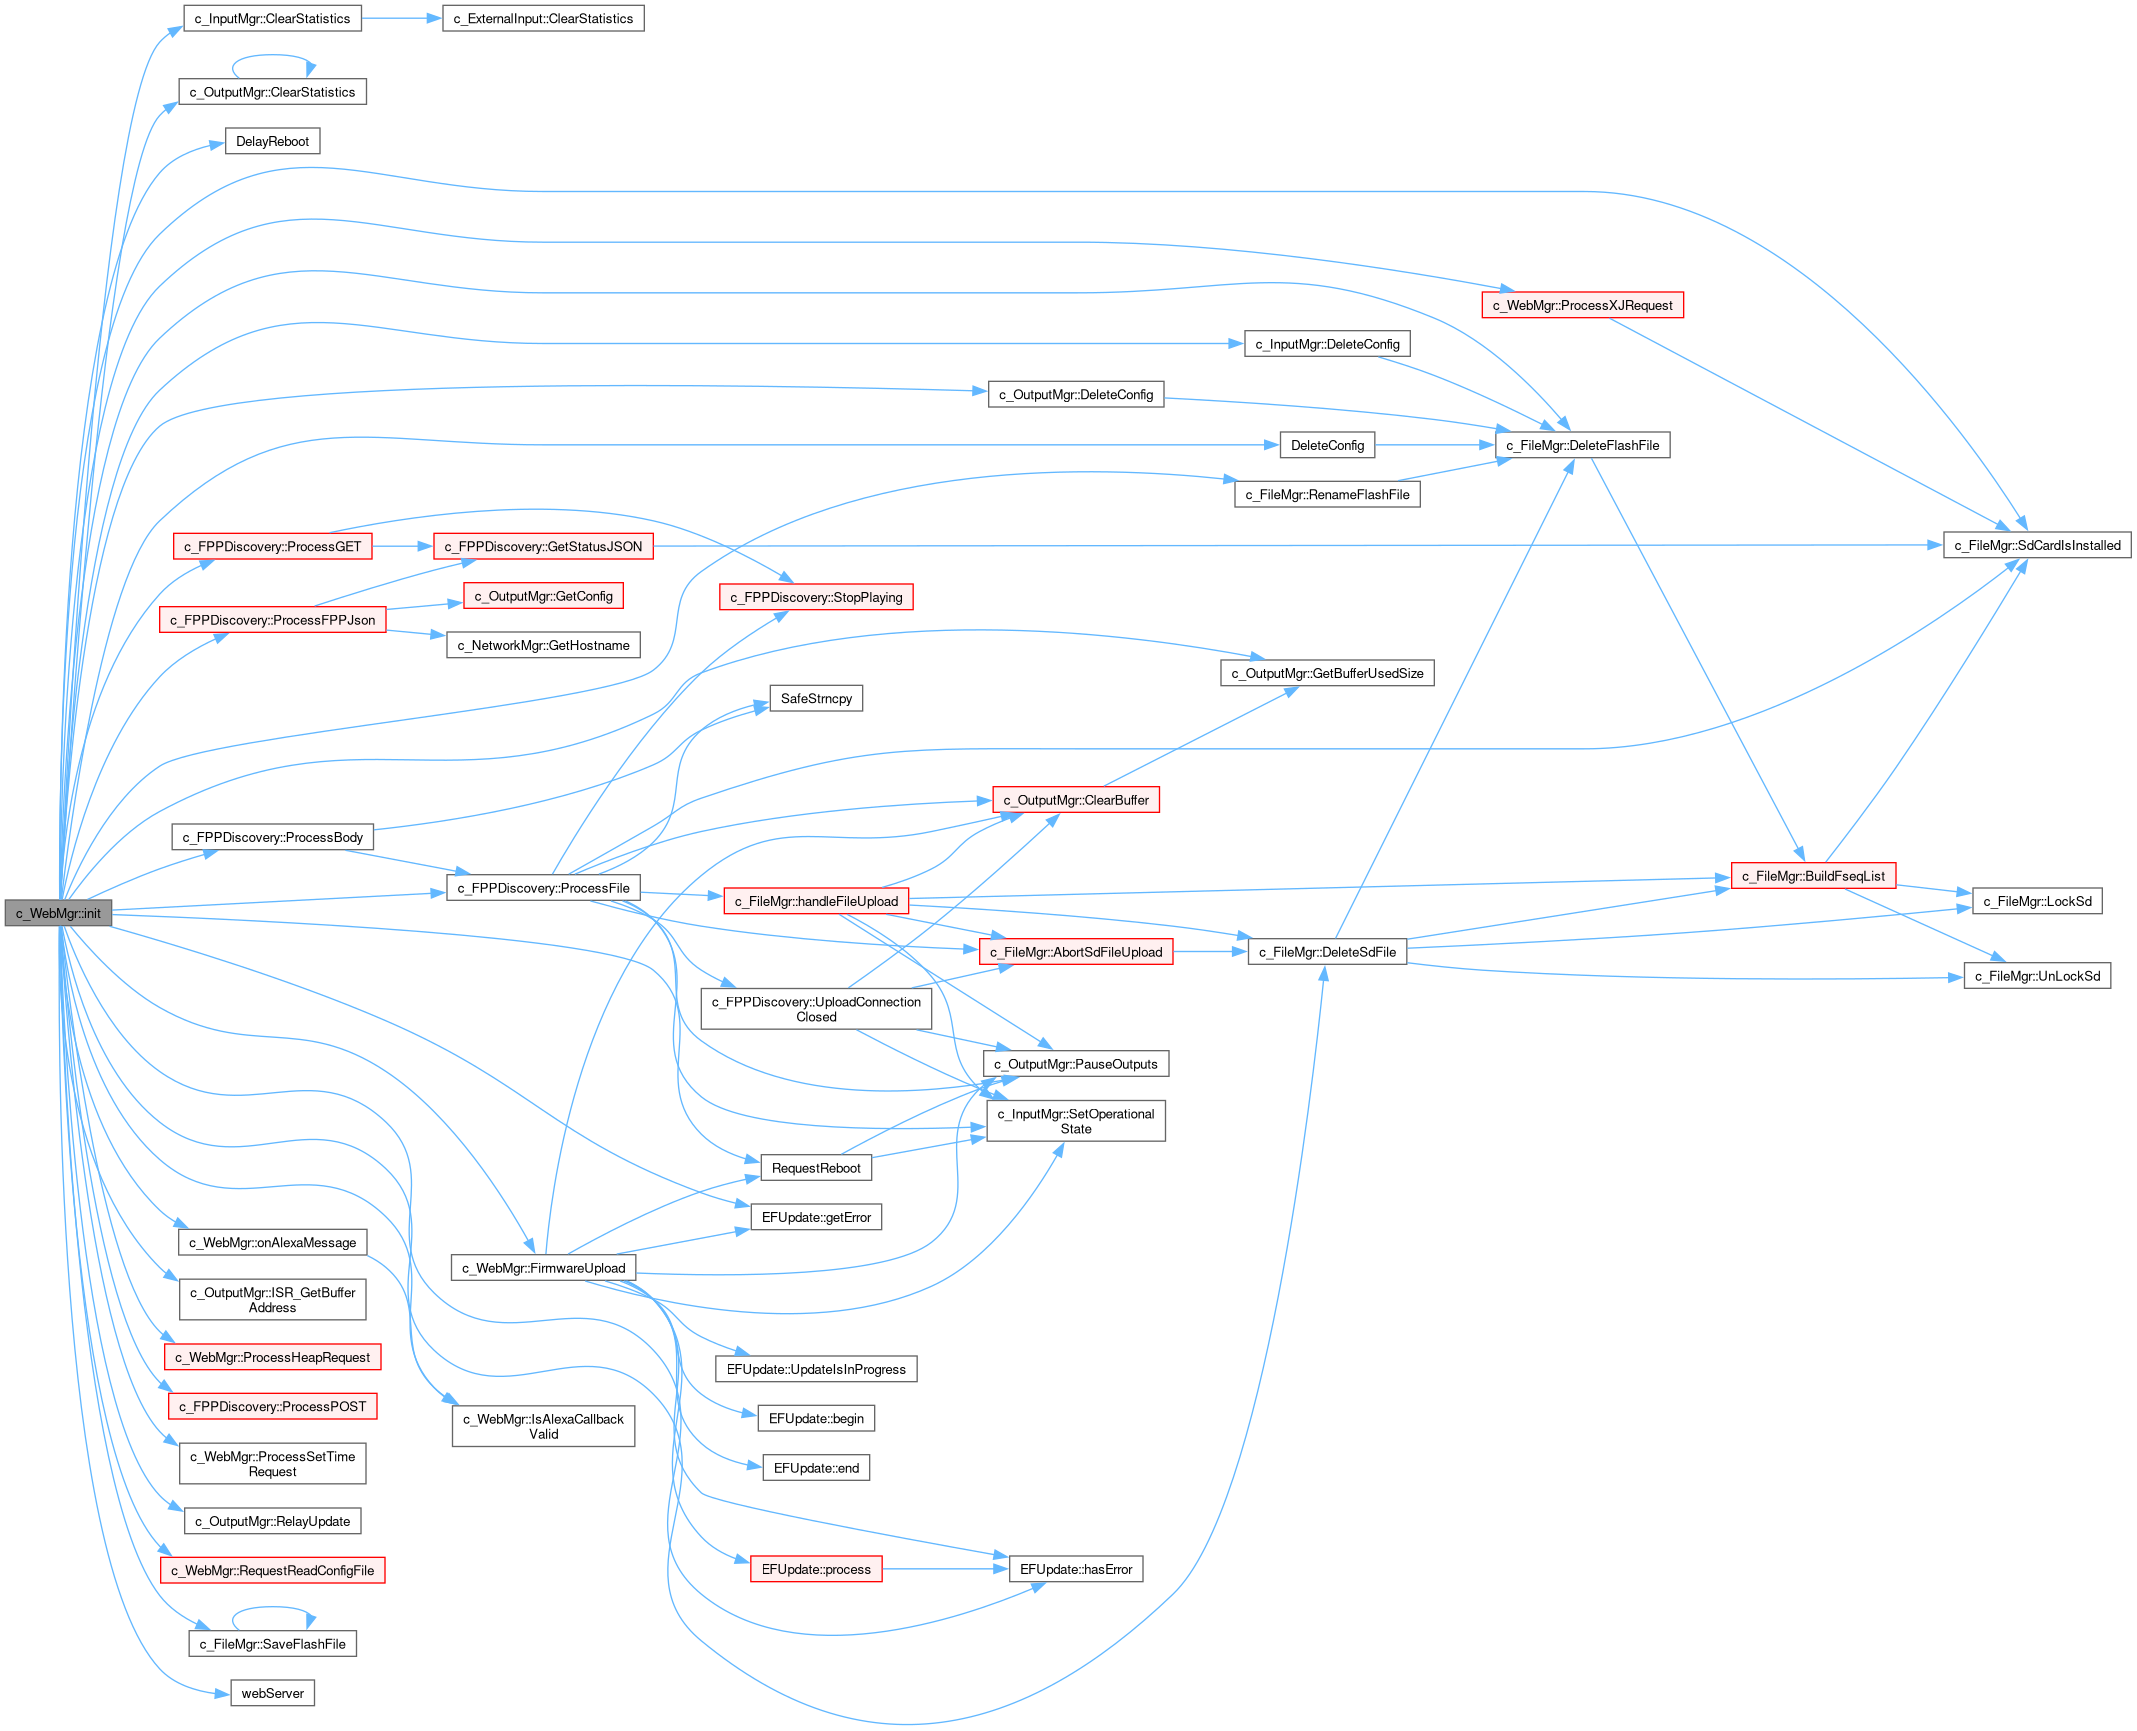 c_InputMgr::ClearStatistics
c_ExternalInput::ClearStatistics
c_OutputMgr::ClearStatistics
DelayReboot
c_WebMgr::ProcessXJRequest
c_InputMgr::DeleteConfig
c_OutputMgr::DeleteConfig
DeleteConfig
c_FileMgr::DeleteFlashFile
c_FileMgr::RenameFlashFile
c_FPPDiscovery::ProcessGET
c_FPPDiscovery::GetStatusJSON
c_FileMgr::SdCardIsInstalled
c_OutputMgr::GetConfig
c_FPPDiscovery::StopPlaying
c_FPPDiscovery::ProcessFPPJson
c_NetworkMgr::GetHostname
c_OutputMgr::GetBufferUsedSize
SafeStrncpy
c_OutputMgr::ClearBuffer
c_FPPDiscovery::ProcessBody
c_FPPDiscovery::ProcessFile
c_FileMgr::BuildFseqList
c_FileMgr::handleFileUpload
c_FileMgr::LockSd
c_WebMgr::init
c_FileMgr::AbortSdFileUpload
c_FileMgr::DeleteSdFile
c_FileMgr::UnLockSd
c_FPPDiscovery::UploadConnection
Closed
c_OutputMgr::PauseOutputs
c_InputMgr::SetOperational
State
RequestReboot
EFUpdate::getError
c_WebMgr::onAlexaMessage
c_WebMgr::FirmwareUpload
c_OutputMgr::ISR_GetBuffer
Address
c_WebMgr::ProcessHeapRequest
EFUpdate::UpdateIsInProgress
c_FPPDiscovery::ProcessPOST
c_WebMgr::IsAlexaCallback
Valid
EFUpdate::begin
c_WebMgr::ProcessSetTime
Request
EFUpdate::end
c_OutputMgr::RelayUpdate
c_WebMgr::RequestReadConfigFile
EFUpdate::process
EFUpdate::hasError
c_FileMgr::SaveFlashFile
webServer